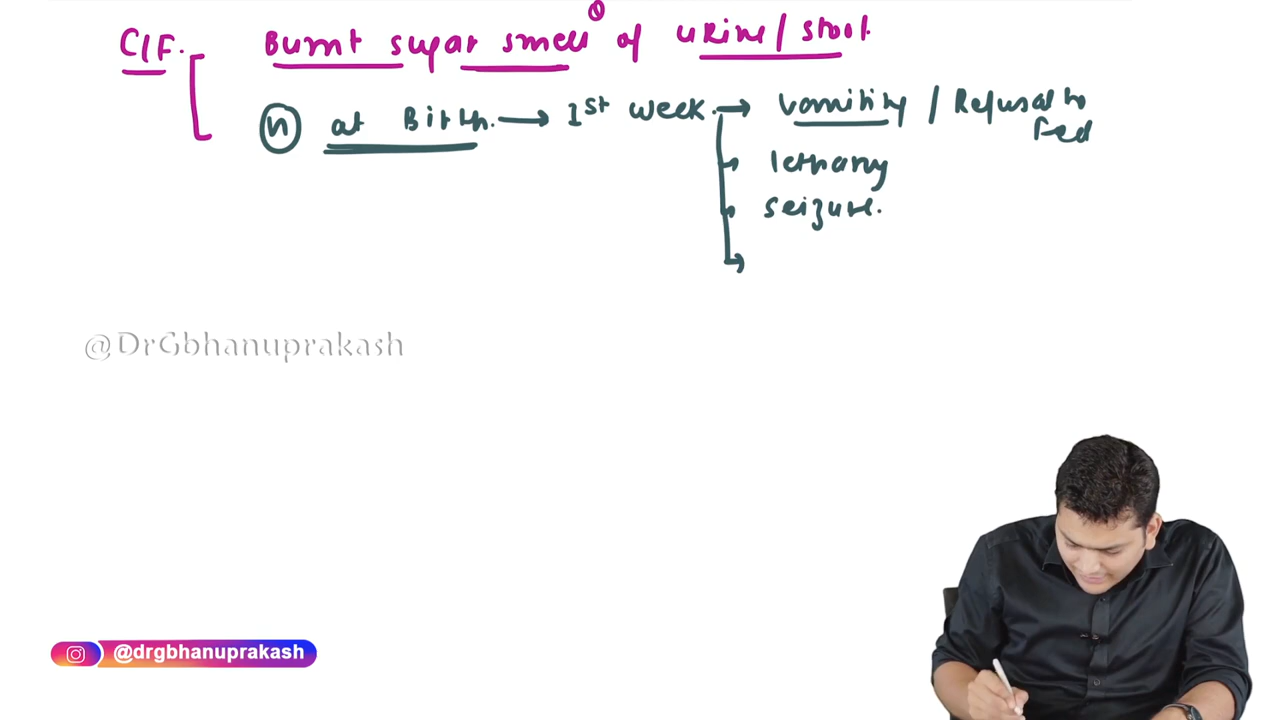 C/F. Burnt sugar smell of urine/stool.
n at Birth. → 1st week. → vomiting / Refusal to Feed
lethargy
seizure.
@DrGbhanuprakash
@drgbhanuprakash